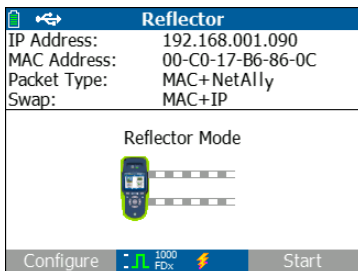 Reflector
IP Address: 192.168.001.090
MAC Address: 00-C0-17-B6-86-0C
Packet Type: MAC+NetAlly
Swap: MAC+IP
Reflector Mode
Configure 1000 FDx Start